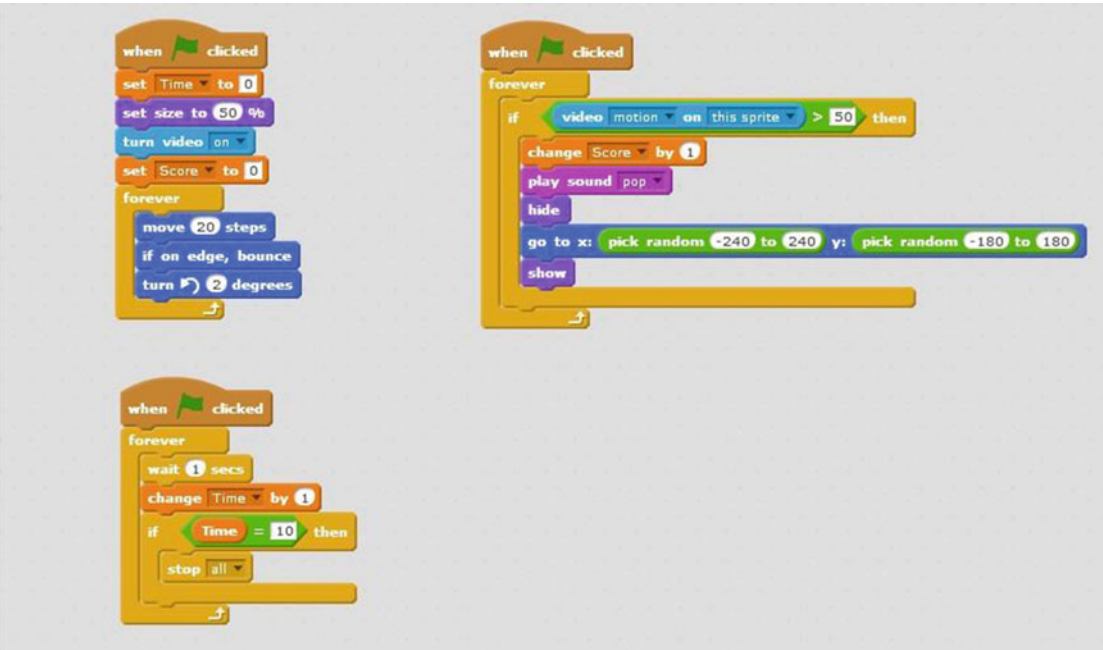 when clicked
set Time to 0
set size to 50 %
turn video on
set Score to 0
forever
move 20 steps
if on edge, bounce
turn 2 degrees
when clicked
forever
if video motion on this sprite > 50 then
change Score by 1
play sound pop
hide
go to x: pick random -240 to 240 y: pick random -180 to 180
show
when clicked
forever
wait 1 secs
change Time by 1
if Time = 10 then
stop all